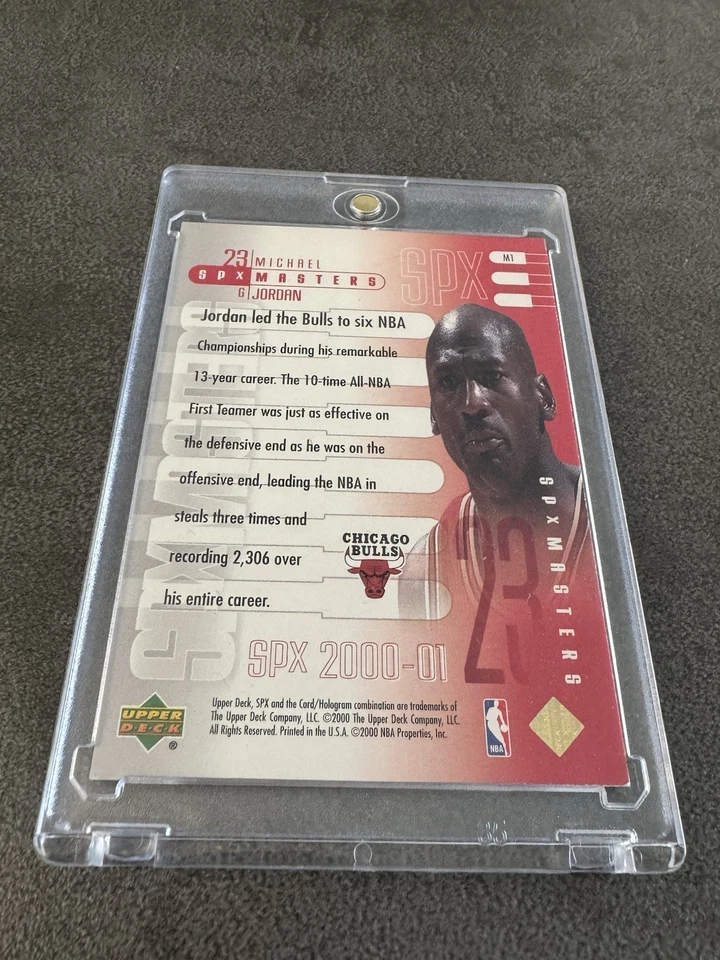 23 MICHAEL
SPX MASTERS
G JORDAN
SPX
M1
Jordan led the Bulls to six NBA
Championships during his remarkable
13-year career. The 10-time All-NBA
First Teamer was just as effective on
the defensive end as he was on the
offensive end, leading the NBA in
steals three times and
recording 2,306 over
his entire career.
CHICAGO
BULLS
23
SPXMASTERS
SPXMASTERS
SPX 2000-01
UPPER
DECK
®
Upper Deck, SPX and the Card/Hologram combination are trademarks of
The Upper Deck Company, LLC. ©2000 The Upper Deck Company, LLC.
All Rights Reserved. Printed in the U.S.A. ©2000 NBA Properties, Inc.
NBA